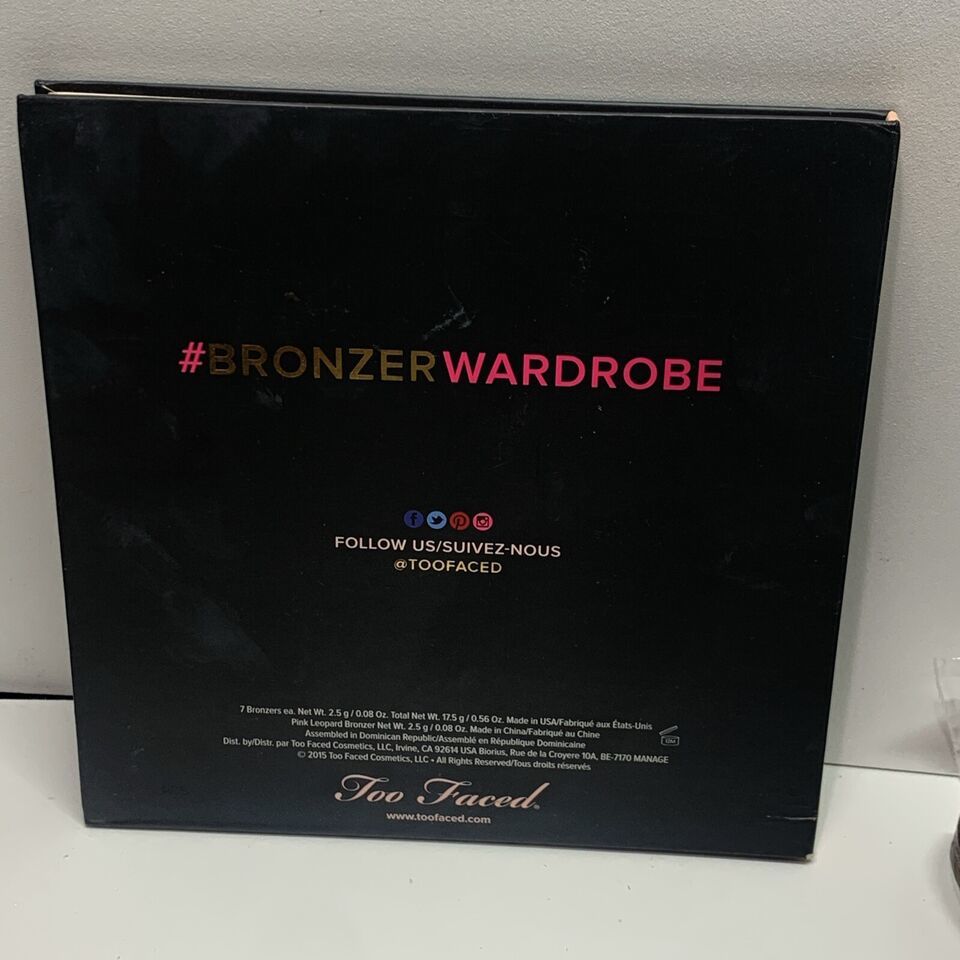 #BRONZERWARDROBE
FOLLOW US/SUIVEZ-NOUS
@TOOFACED
7 Bronzers ea. Net Wt. 2.5 g / 0.08 Oz. Total Net Wt. 17.5 g / 0.56 Oz. Made in USA/Fabriqué aux États-Unis
Pink Leopard Bronzer Net Wt. 2.5 g / 0.08 Oz. Made in China/Fabriqué au Chine
Assembled in Dominican Republic/Assemblé en République Dominicaine
Dist. by/Distr. par Too Faced Cosmetics, LLC, Irvine, CA 92614 USA Biorius, Rue de la Croyere 10A, BE-7170 MANAGE
© 2015 Too Faced Cosmetics, LLC • All Rights Reserved/Tous droits réservés
12M
Too Faced®
www.toofaced.com